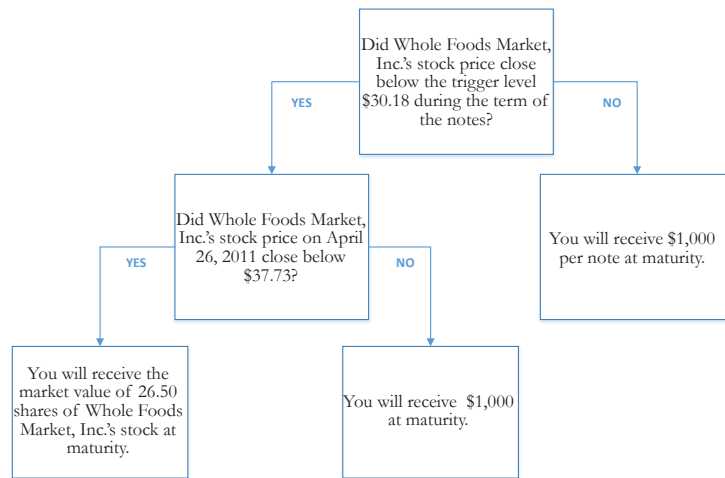 Did Whole Foods Market,
Inc.'s stock price close
below the trigger level
$30.18 during the term of
the notes?
YES
NO
Did Whole Foods Market,
Inc.'s stock price on April
26, 2011 close below
$37.73?
You will receive $1,000
per note at maturity.
YES
NO
You will receive the
market value of 26.50
shares of Whole Foods
Market, Inc.'s stock at
maturity.
You will receive $1,000
at maturity.